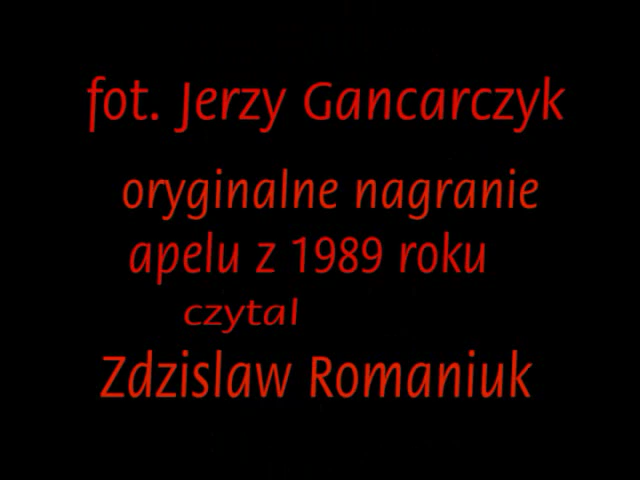 fot. Jerzy Gancarczyk
oryginalne nagranie
apelu z 1989 roku
czytal
Zdzislaw Romaniuk